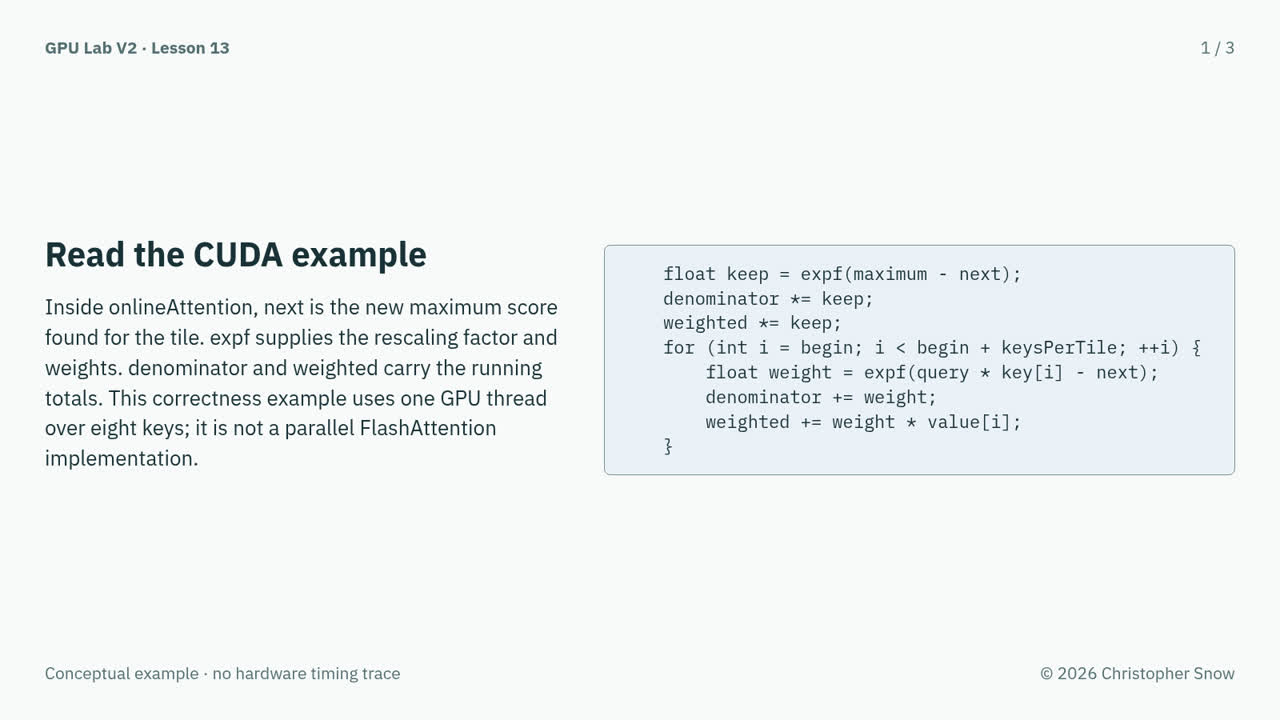 GPU Lab V2 · Lesson 13
1 / 3
Read the CUDA example
Inside onlineAttention, next is the new maximum score
found for the tile. expf supplies the rescaling factor and
weights. denominator and weighted carry the running
totals. This correctness example uses one GPU thread
over eight keys; it is not a parallel FlashAttention
implementation.
float keep = expf(maximum - next);
denominator *= keep;
weighted *= keep;
for (int i = begin; i < begin + keysPerTile; ++i) {
    float weight = expf(query * key[i] - next);
    denominator += weight;
    weighted += weight * value[i];
}
Conceptual example · no hardware timing trace
© 2026 Christopher Snow